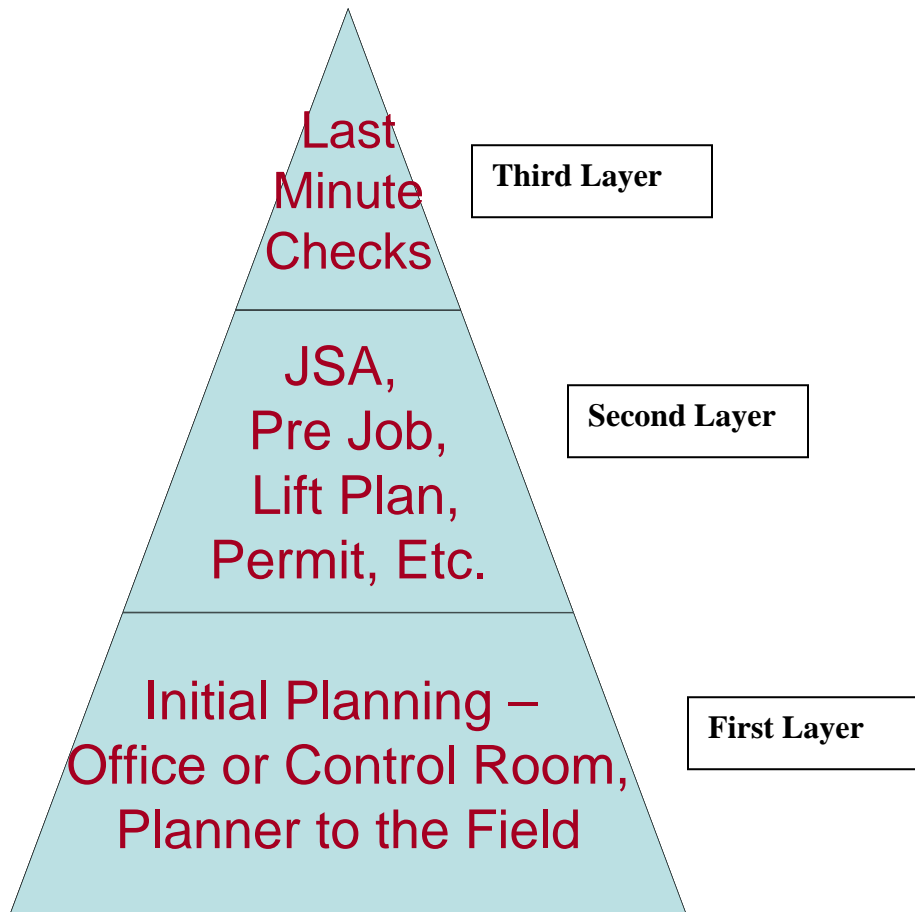 Last
Minute
Checks
Third Layer
JSA,
Pre Job,
Lift Plan,
Permit, Etc.
Second Layer
Initial Planning –
Office or Control Room,
Planner to the Field
First Layer